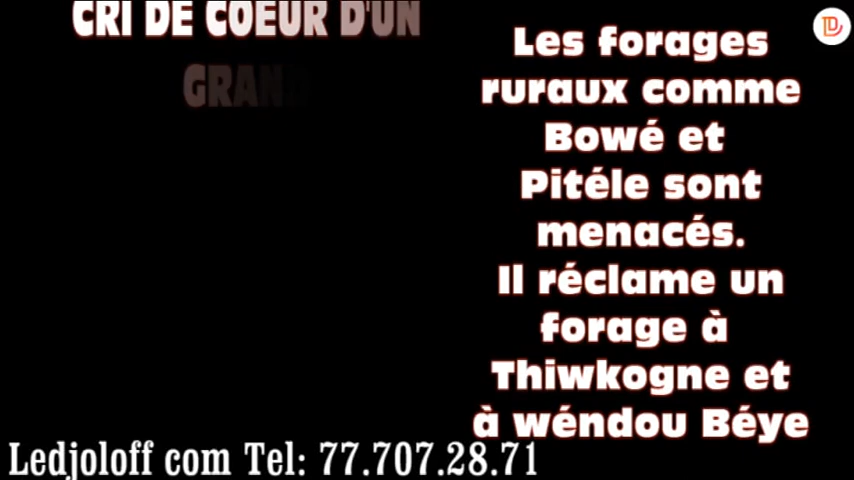 CRI DE COEUR D'UN
GRAND
Les forages
ruraux comme
Bowé et
Pitéle sont
menacés.
Il réclame un
forage à
Thiwkogne et
à wéndou Béye
Ledjoloff com Tel: 77.707.28.71